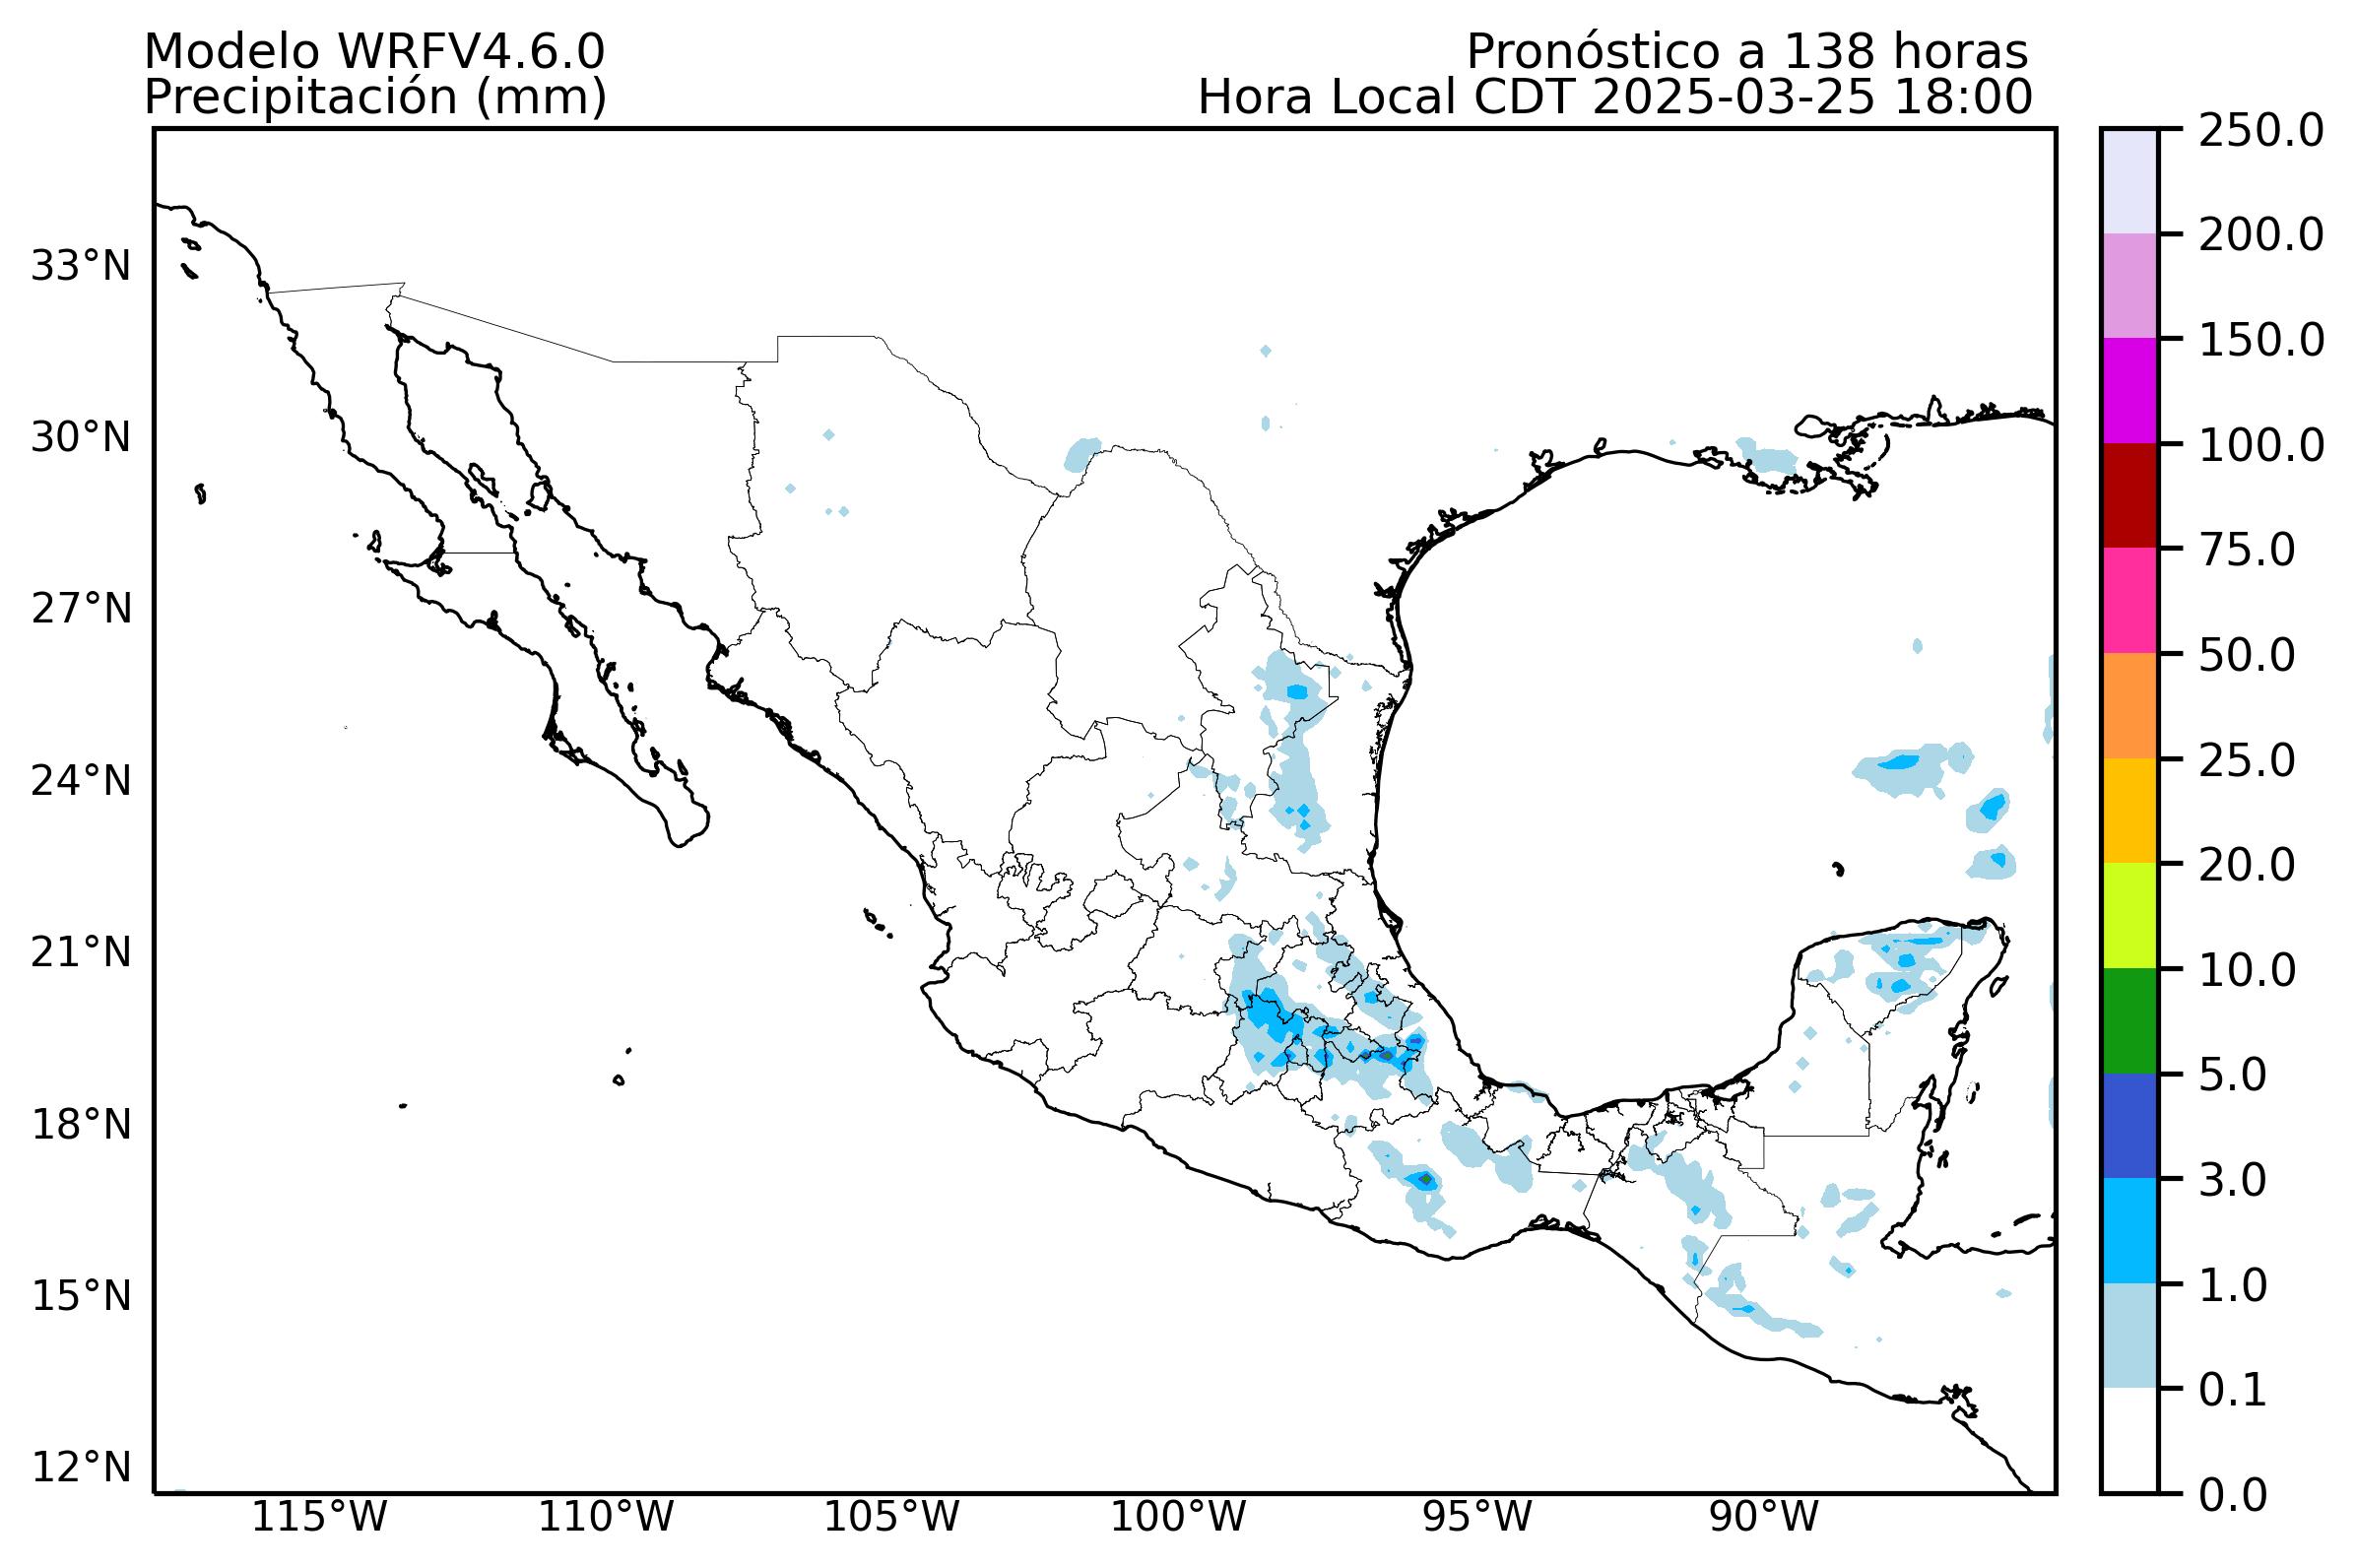 Modelo WRFV4.6.0
Pronóstico a 138 horas
Precipitación (mm)
Hora Local CDT 2025-03-25 18:00
33°N
30°N
27°N
24°N
21°N
18°N
15°N
12°N
115°W
110°W
105°W
100°W
95°W
90°W
250.0
200.0
150.0
100.0
75.0
50.0
25.0
20.0
10.0
5.0
3.0
1.0
0.1
0.0